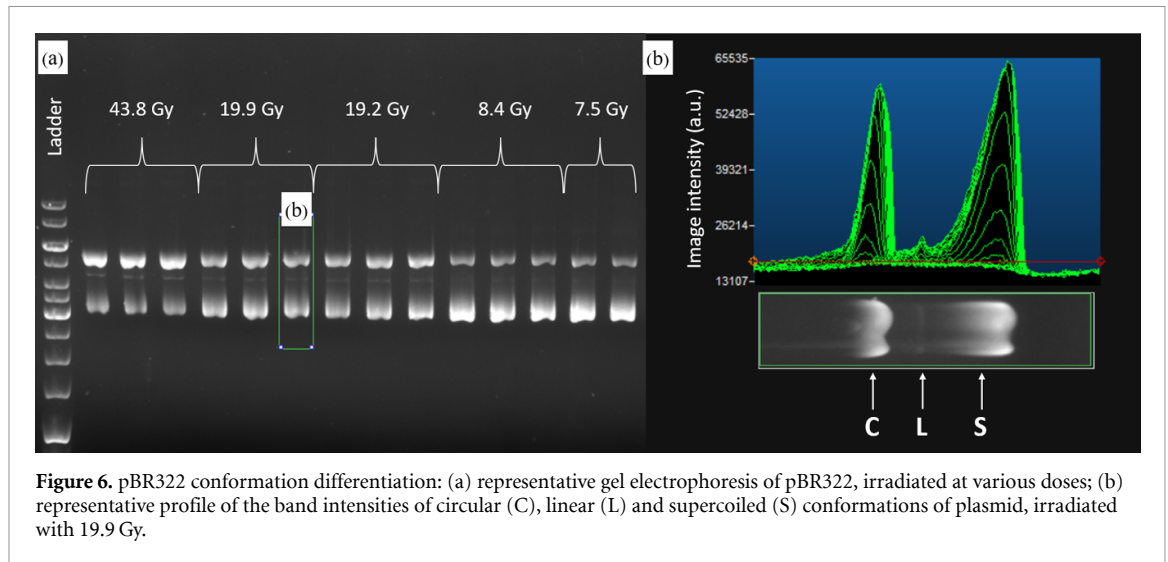 (a)
Ladder
43.8 Gy
19.9 Gy
19.2 Gy
8.4 Gy
7.5 Gy
(b)
(b)
Image intensity (a.u.)
65535
52428
39321
26214
13107
C
L
S
Figure 6. pBR322 conformation differentiation: (a) representative gel electrophoresis of pBR322, irradiated at various doses; (b)
representative profile of the band intensities of circular (C), linear (L) and supercoiled (S) conformations of plasmid, irradiated
with 19.9 Gy.